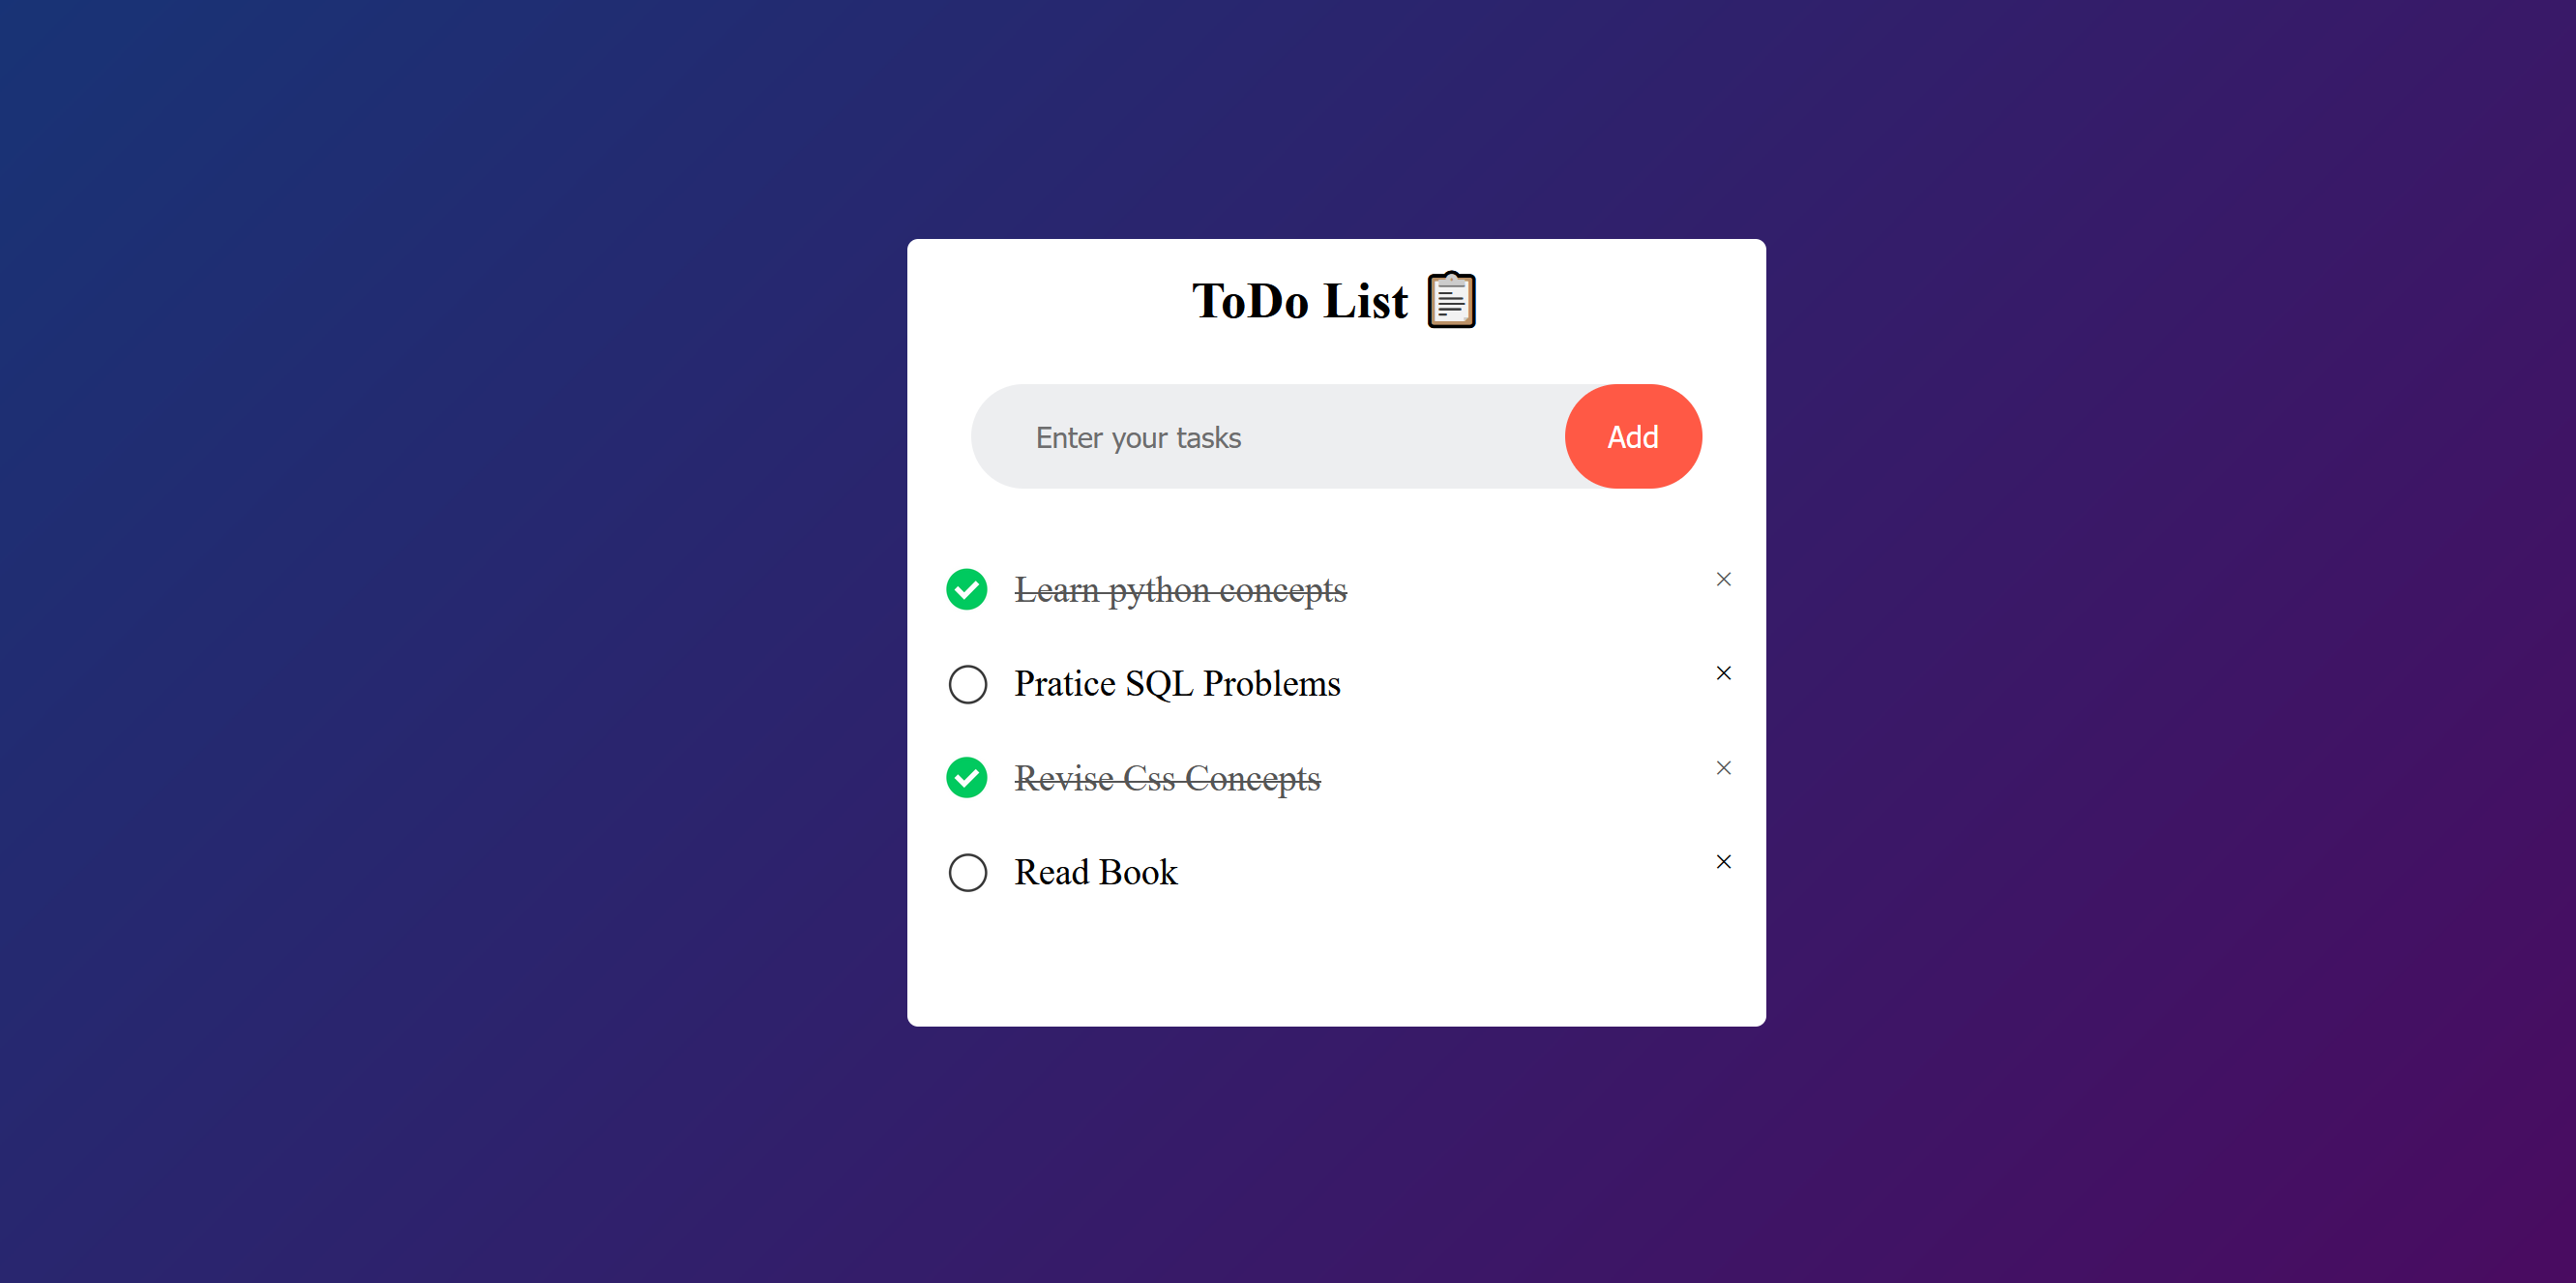 ToDo List
Enter your tasks
Add
Learn python concepts
×
Pratice SQL Problems
×
Revise Css Concepts
×
Read Book
×